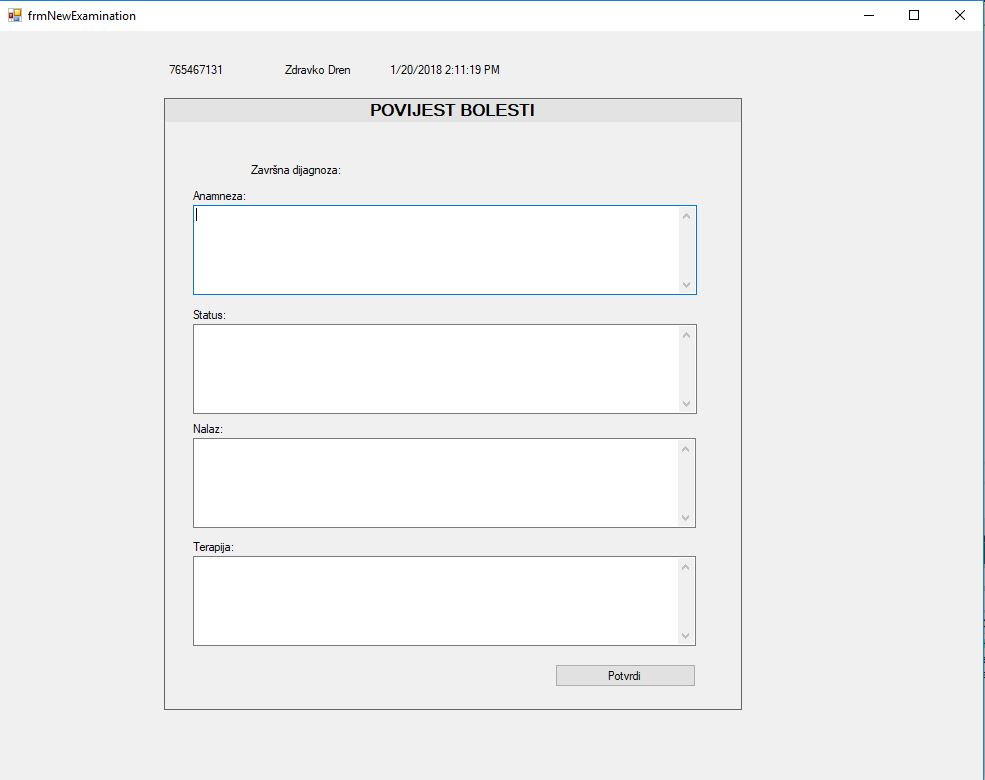 frmNewExamination
765467131 Zdravko Dren 1/20/2018 2:11:19 PM
POVIJEST BOLESTI
Završna dijagnoza:
Anamneza:
Status:
Nalaz:
Terapija:
Potvrdi